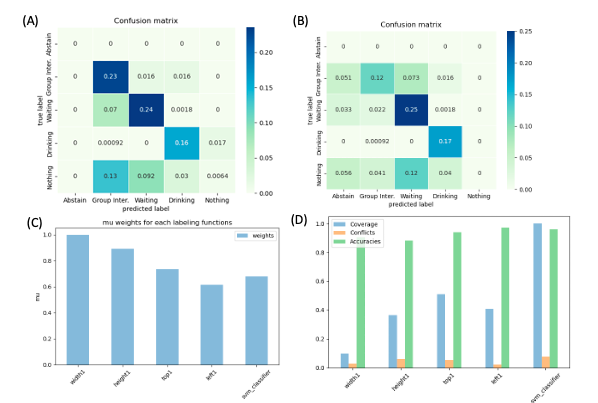 (A)
Confusion matrix
Abstain
Group Inter.
Waiting
Drinking
Nothing
true label
0 0 0 0 0
0 0.23 0.016 0.016 0
0 0.07 0.24 0.0018 0
0 0.00092 0 0.16 0.017
0 0.13 0.092 0.03 0.0064
Abstain Group Inter. Waiting Drinking Nothing
predicted label
0.20
0.15
0.10
0.05
0.00
(B)
Confusion matrix
Abstain
Group Inter.
Waiting
Drinking
Nothing
true label
0 0 0 0 0
0.051 0.12 0.073 0.016 0
0.033 0.022 0.25 0.0018 0
0 0.00092 0 0.17 0
0.056 0.041 0.12 0.04 0
Abstain Group Inter. Waiting Drinking Nothing
predicted label
0.25
0.20
0.15
0.10
0.05
0.00
(C)
mu weights for each labeling functions
weights
1.0
0.8
0.6
0.4
0.2
0.0
mu
width1 height1 top1 left1 svm_classifier
(D)
Coverage
Conflicts
Accuracies
1.0
0.8
0.6
0.4
0.2
0.0
width1 height1 top1 left1 svm_classifier